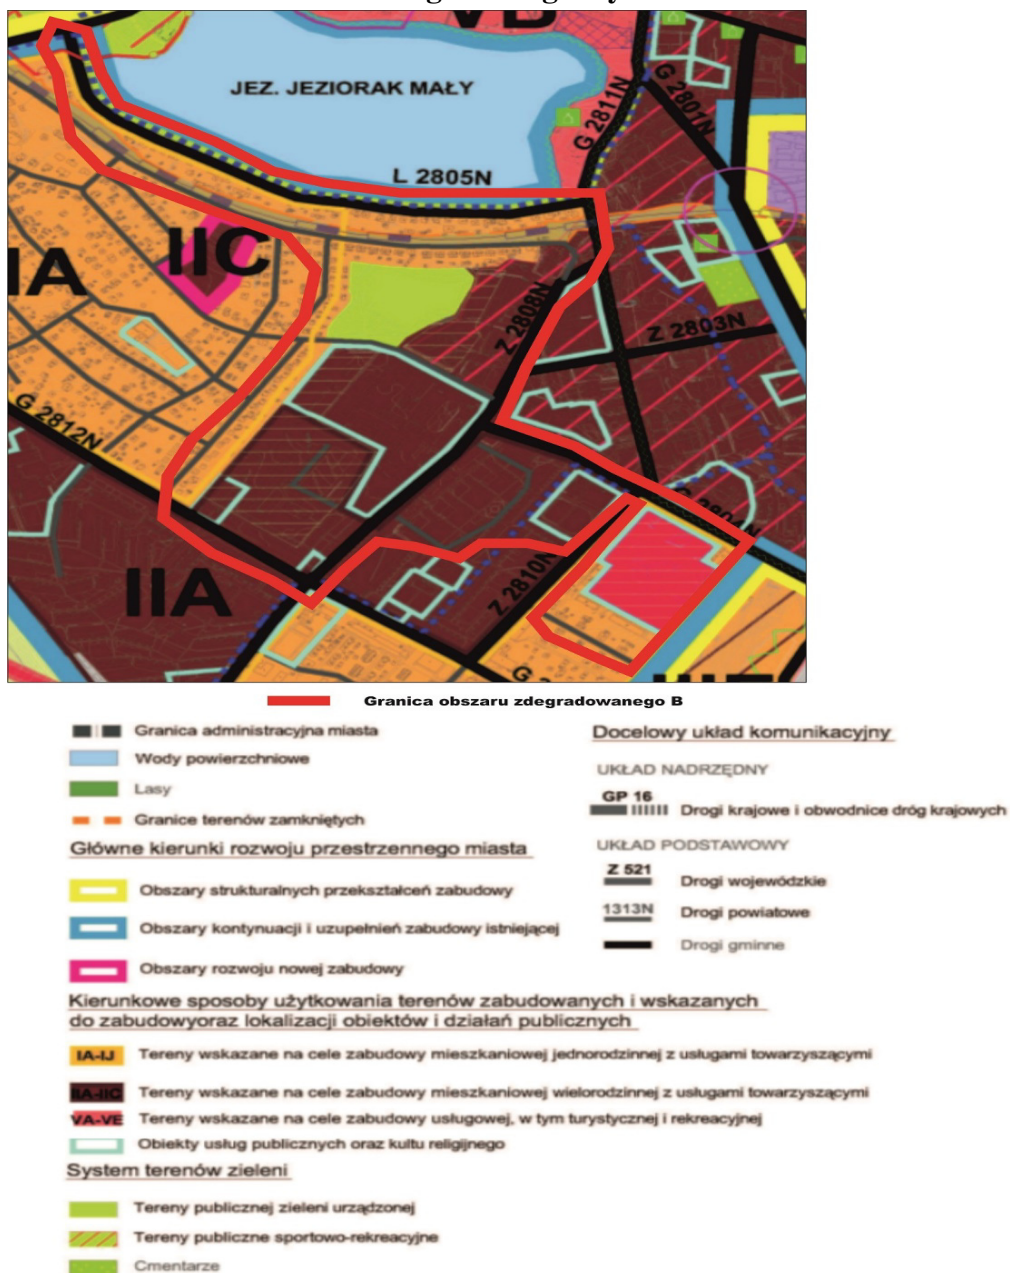 VB
JEZ. JEZIORAK MAŁY
G 2811N
G 2801N
L 2805N
IIC
IA
Z 2808N
Z 2803N
G 2812N
G 2804N
IIA
Z 2810N
Granica obszaru zdegradowanego B
Granica administracyjna miasta
Wody powierzchniowe
Lasy
Granice terenów zamkniętych
Główne kierunki rozwoju przestrzennego miasta
Obszary strukturalnych przekształceń zabudowy
Obszary kontynuacji i uzupełnień zabudowy istniejącej
Obszary rozwoju nowej zabudowy
Docelowy układ komunikacyjny
UKŁAD NADRZĘDNY
GP 16
Drogi krajowe i obwodnice dróg krajowych
UKŁAD PODSTAWOWY
Z 521
Drogi wojewódzkie
1313N
Drogi powiatowe
Drogi gminne
Kierunkowe sposoby użytkowania terenów zabudowanych i wskazanych
do zabudowyoraz lokalizacji obiektów i działań publicznych
IA-IJ Tereny wskazane na cele zabudowy mieszkaniowej jednorodzinnej z usługami towarzyszącymi
IIA-IIC Tereny wskazane na cele zabudowy mieszkaniowej wielorodzinnej z usługami towarzyszącymi
VA-VE Tereny wskazane na cele zabudowy usługowej, w tym turystycznej i rekreacyjnej
Obiekty usług publicznych oraz kultu religijnego
System terenów zieleni
Tereny publicznej zieleni urządzonej
Tereny publiczne sportowo-rekreacyjne
Cmentarze